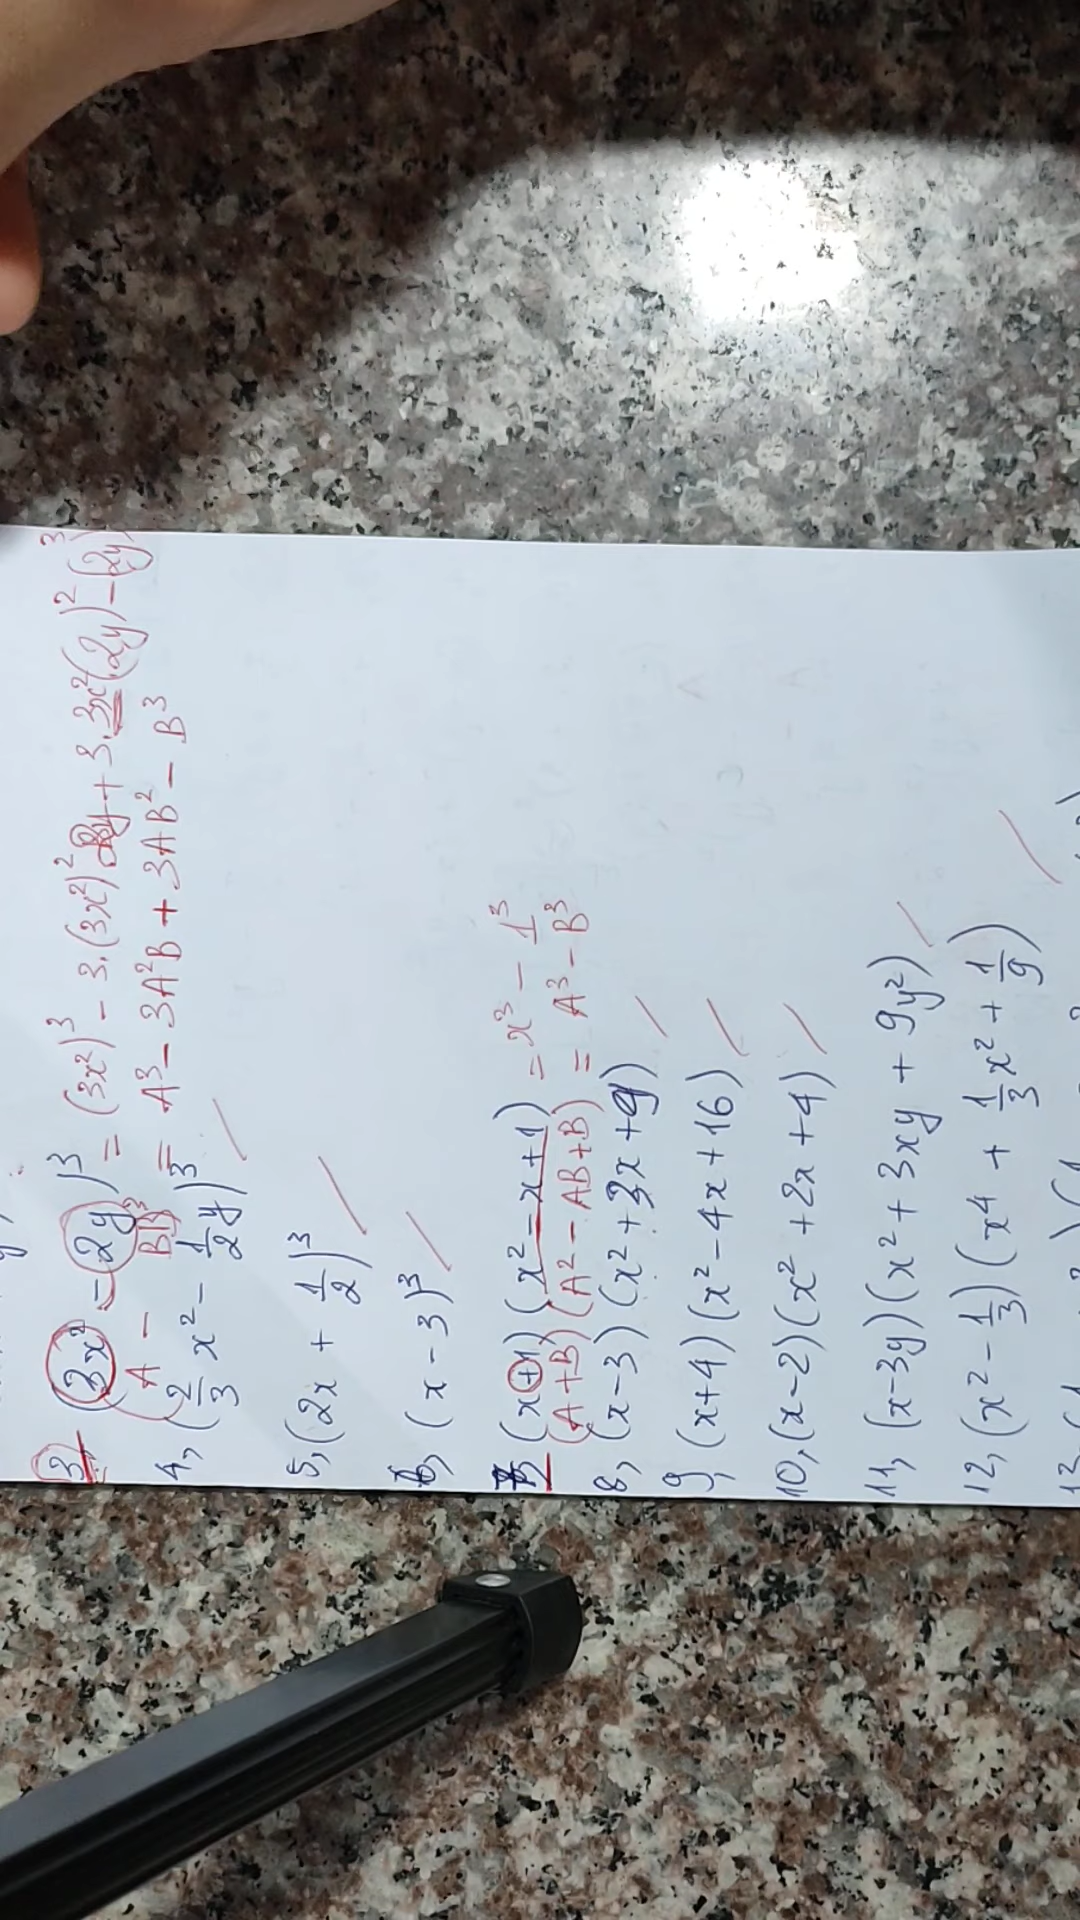 3, (3x² - 2y)³ = (3x²)³ - 3.(3x²)² 2y + 3.3x²(2y)² - (2y)³
A - B)³ = A³ - 3A²B + 3AB² - B³
4, (2/3 x² - 1/2 y)³
5, (2x + 1/2)³
6, (x - 3)³
7, (x+1)(x² - x + 1) = x³ - 1³
(A+B)(A² - AB + B) = A³ - B³
8, (x-3)(x² + 3x + 9)
9, (x+4)(x² - 4x + 16)
10, (x-2)(x² + 2x + 4)
11, (x-3y)(x² + 3xy + 9y²)
12, (x² - 1/3)(x⁴ + 1/3 x² + 1/9)
13,